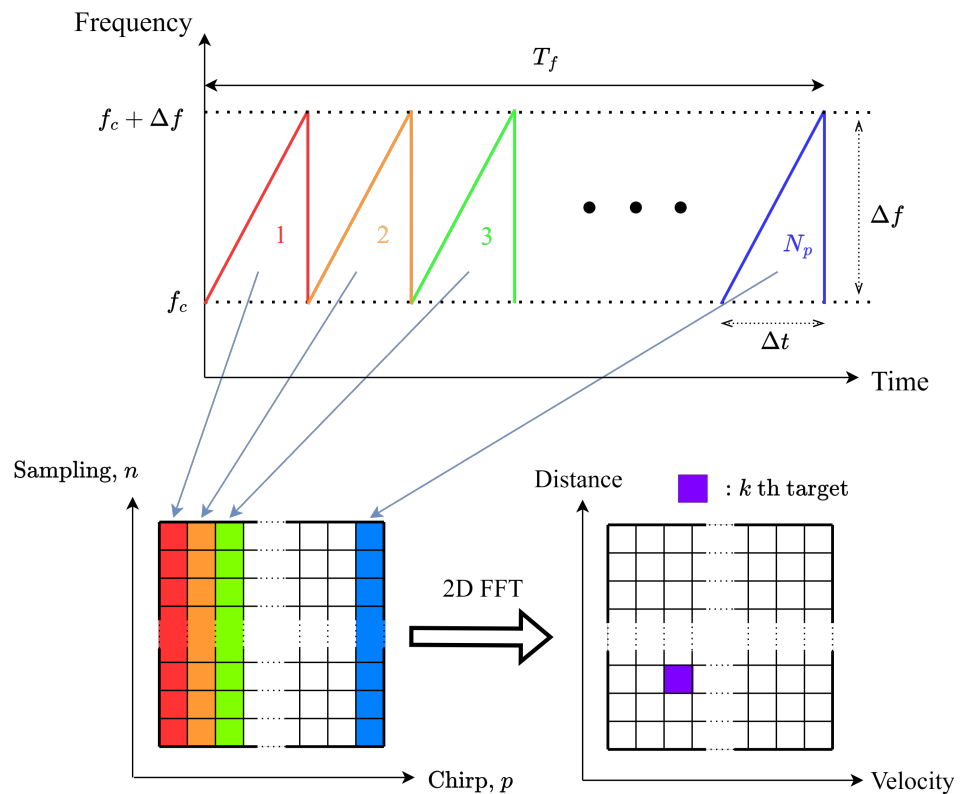 Frequency
T_f
f_c + Δf
1
2
3
N_p
Δf
f_c
Δt
Time
Sampling, n
Distance
: k th target
2D FFT
Chirp, p
Velocity